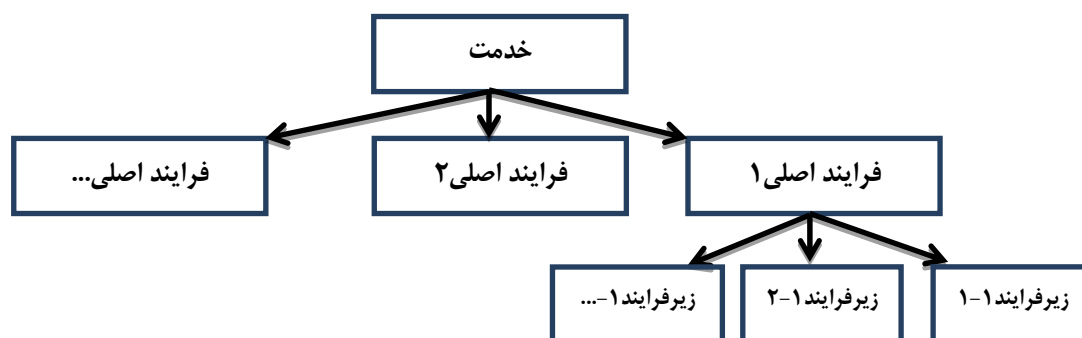 خدمت
فرایند اصلی۱
فرایند اصلی۲
فرایند اصلی...
زیرفرایند۱-۱
زیرفرایند۱-۲
زیرفرایند۱-...